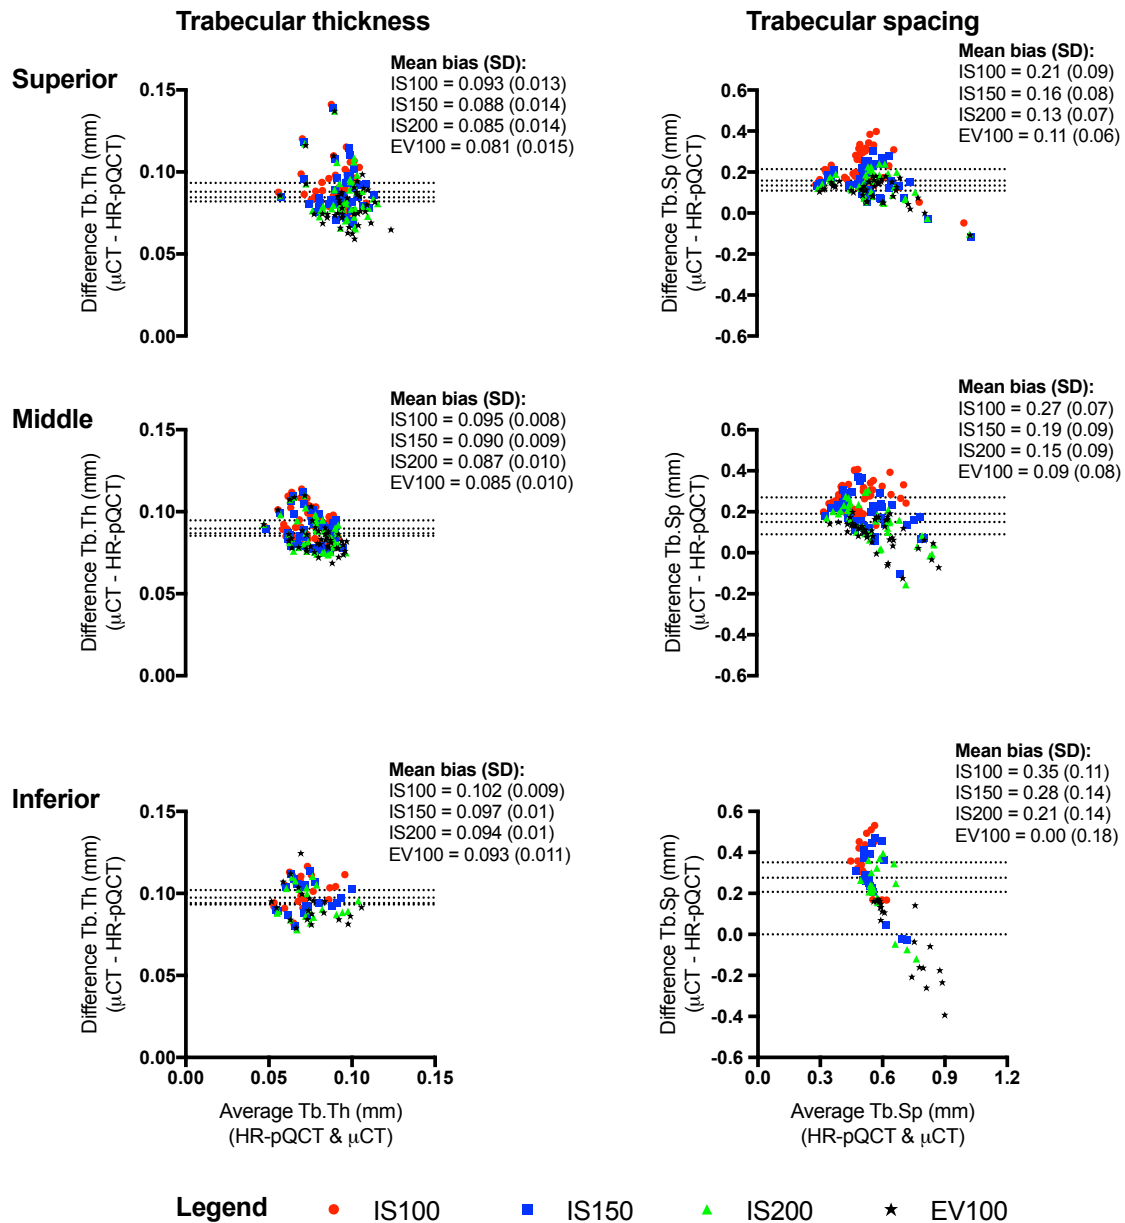 Trabecular thickness
Trabecular spacing
Superior
Mean bias (SD):
IS100 = 0.093 (0.013)
IS150 = 0.088 (0.014)
IS200 = 0.085 (0.014)
EV100 = 0.081 (0.015)
Difference Tb.Th (mm)
(μCT - HR-pQCT)
0.15
0.10
0.05
0.00
Mean bias (SD):
IS100 = 0.21 (0.09)
IS150 = 0.16 (0.08)
IS200 = 0.13 (0.07)
EV100 = 0.11 (0.06)
Difference Tb.Sp (mm)
(μCT - HR-pQCT)
0.6
0.4
0.2
0.0
-0.2
-0.4
-0.6
Middle
Mean bias (SD):
IS100 = 0.095 (0.008)
IS150 = 0.090 (0.009)
IS200 = 0.087 (0.010)
EV100 = 0.085 (0.010)
Difference Tb.Th (mm)
(μCT - HR-pQCT)
0.15
0.10
0.05
0.00
Mean bias (SD):
IS100 = 0.27 (0.07)
IS150 = 0.19 (0.09)
IS200 = 0.15 (0.09)
EV100 = 0.09 (0.08)
Difference Tb.Sp (mm)
(μCT - HR-pQCT)
0.6
0.4
0.2
0.0
-0.2
-0.4
-0.6
Inferior
Mean bias (SD):
IS100 = 0.102 (0.009)
IS150 = 0.097 (0.01)
IS200 = 0.094 (0.01)
EV100 = 0.093 (0.011)
Difference Tb.Th (mm)
(μCT - HR-pQCT)
0.15
0.10
0.05
0.00
0.00 0.05 0.10 0.15
Average Tb.Th (mm)
(HR-pQCT & μCT)
Mean bias (SD):
IS100 = 0.35 (0.11)
IS150 = 0.28 (0.14)
IS200 = 0.21 (0.14)
EV100 = 0.00 (0.18)
Difference Tb.Sp (mm)
(μCT - HR-pQCT)
0.6
0.4
0.2
0.0
-0.2
-0.4
-0.6
0.0 0.3 0.6 0.9 1.2
Average Tb.Sp (mm)
(HR-pQCT & μCT)
Legend IS100 IS150 IS200 EV100